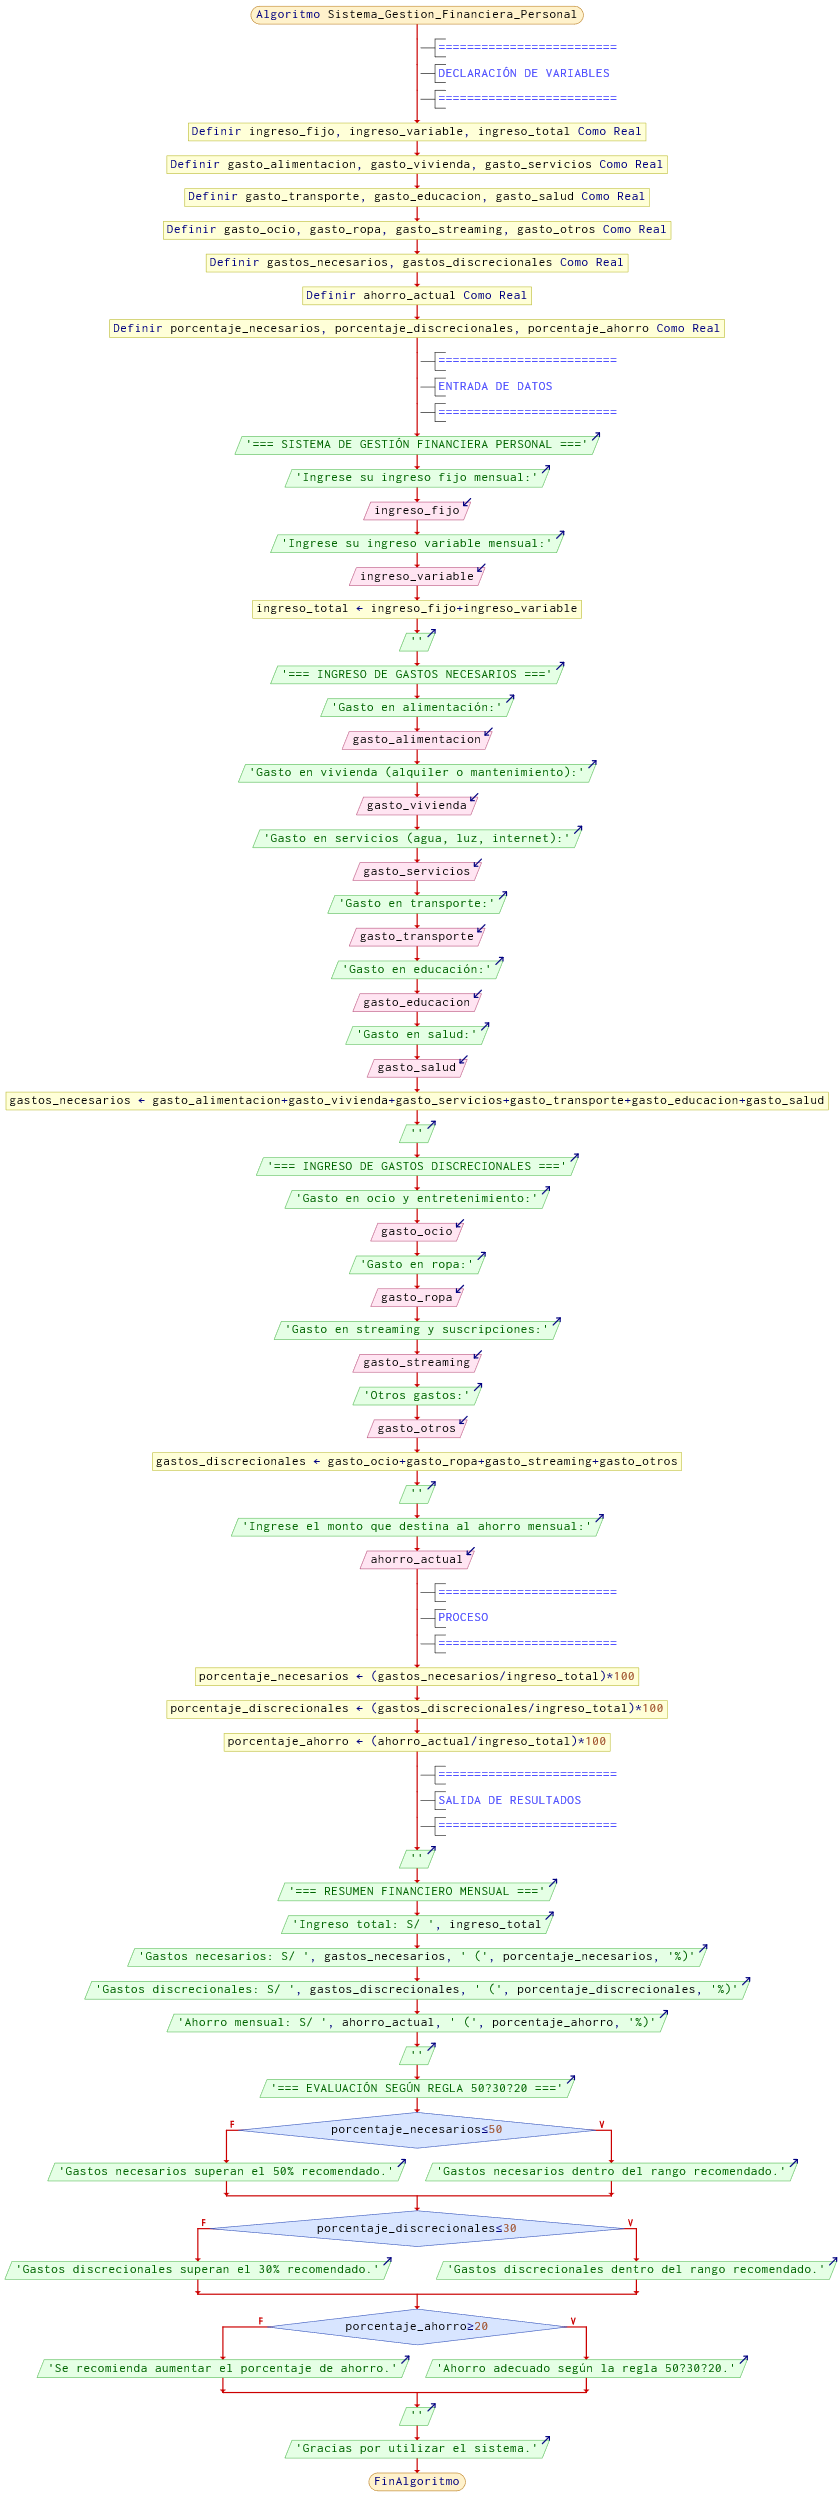 Algoritmo Sistema_Gestion_Financiera_Personal
=========================
DECLARACIÓN DE VARIABLES
=========================
Definir ingreso_fijo, ingreso_variable, ingreso_total Como Real
Definir gasto_alimentacion, gasto_vivienda, gasto_servicios Como Real
Definir gasto_transporte, gasto_educacion, gasto_salud Como Real
Definir gasto_ocio, gasto_ropa, gasto_streaming, gasto_otros Como Real
Definir gastos_necesarios, gastos_discrecionales Como Real
Definir ahorro_actual Como Real
Definir porcentaje_necesarios, porcentaje_discrecionales, porcentaje_ahorro Como Real
=========================
ENTRADA DE DATOS
=========================
'=== SISTEMA DE GESTIÓN FINANCIERA PERSONAL ==='
'Ingrese su ingreso fijo mensual:'
ingreso_fijo
'Ingrese su ingreso variable mensual:'
ingreso_variable
ingreso_total ← ingreso_fijo+ingreso_variable
''
'=== INGRESO DE GASTOS NECESARIOS ==='
'Gasto en alimentación:'
gasto_alimentacion
'Gasto en vivienda (alquiler o mantenimiento):'
gasto_vivienda
'Gasto en servicios (agua, luz, internet):'
gasto_servicios
'Gasto en transporte:'
gasto_transporte
'Gasto en educación:'
gasto_educacion
'Gasto en salud:'
gasto_salud
gastos_necesarios ← gasto_alimentacion+gasto_vivienda+gasto_servicios+gasto_transporte+gasto_educacion+gasto_salud
''
'=== INGRESO DE GASTOS DISCRECIONALES ==='
'Gasto en ocio y entretenimiento:'
gasto_ocio
'Gasto en ropa:'
gasto_ropa
'Gasto en streaming y suscripciones:'
gasto_streaming
'Otros gastos:'
gasto_otros
gastos_discrecionales ← gasto_ocio+gasto_ropa+gasto_streaming+gasto_otros
''
'Ingrese el monto que destina al ahorro mensual:'
ahorro_actual
=========================
PROCESO
=========================
porcentaje_necesarios ← (gastos_necesarios/ingreso_total)*100
porcentaje_discrecionales ← (gastos_discrecionales/ingreso_total)*100
porcentaje_ahorro ← (ahorro_actual/ingreso_total)*100
=========================
SALIDA DE RESULTADOS
=========================
''
'=== RESUMEN FINANCIERO MENSUAL ==='
'Ingreso total: S/ ', ingreso_total
'Gastos necesarios: S/ ', gastos_necesarios, ' (', porcentaje_necesarios, '%)'
'Gastos discrecionales: S/ ', gastos_discrecionales, ' (', porcentaje_discrecionales, '%)'
'Ahorro mensual: S/ ', ahorro_actual, ' (', porcentaje_ahorro, '%)'
''
'=== EVALUACIÓN SEGÚN REGLA 50?30?20 ==='
F porcentaje_necesarios≤50 V
'Gastos necesarios superan el 50% recomendado.' 'Gastos necesarios dentro del rango recomendado.'
F porcentaje_discrecionales≤30 V
'Gastos discrecionales superan el 30% recomendado.' 'Gastos discrecionales dentro del rango recomendado.'
F porcentaje_ahorro≥20 V
'Se recomienda aumentar el porcentaje de ahorro.' 'Ahorro adecuado según la regla 50?30?20.'
''
'Gracias por utilizar el sistema.'
FinAlgoritmo